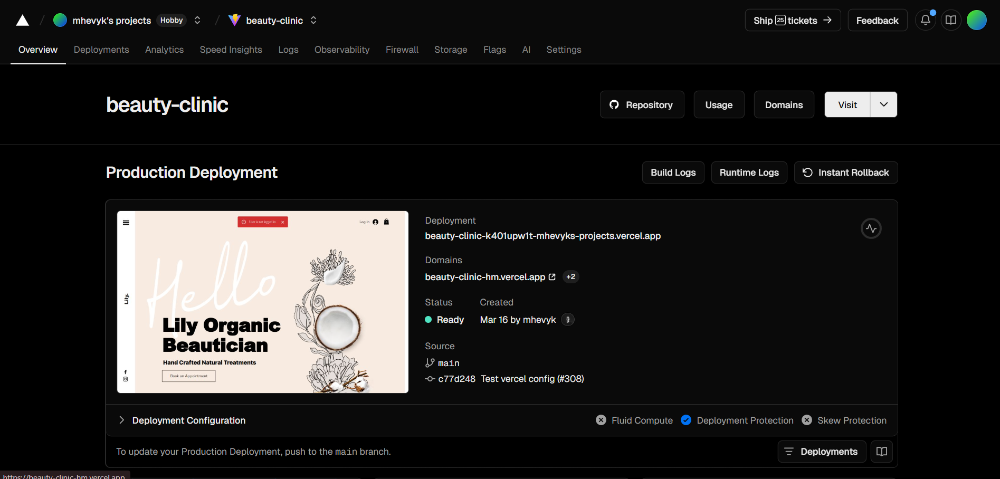 mhevyk's projects Hobby beauty-clinic Ship 25 tickets → Feedback
Overview Deployments Analytics Speed Insights Logs Observability Firewall Storage Flags AI Settings
beauty-clinic Repository Usage Domains Visit
Production Deployment Build Logs Runtime Logs Instant Rollback
User is not logged in
Log In
Hello
Lily.
Lily Organic
Beautician
Hand Crafted Natural Treatments
Book an Appointment
Deployment
beauty-clinic-k401upw1t-mhevyks-projects.vercel.app
Domains
beauty-clinic-hm.vercel.app +2
Status Created
Ready Mar 16 by mhevyk
Source
main
c77d248 Test vercel config (#308)
Deployment Configuration Fluid Compute Deployment Protection Skew Protection
To update your Production Deployment, push to the main branch. Deployments
https://beauty-clinic-hm.vercel.app